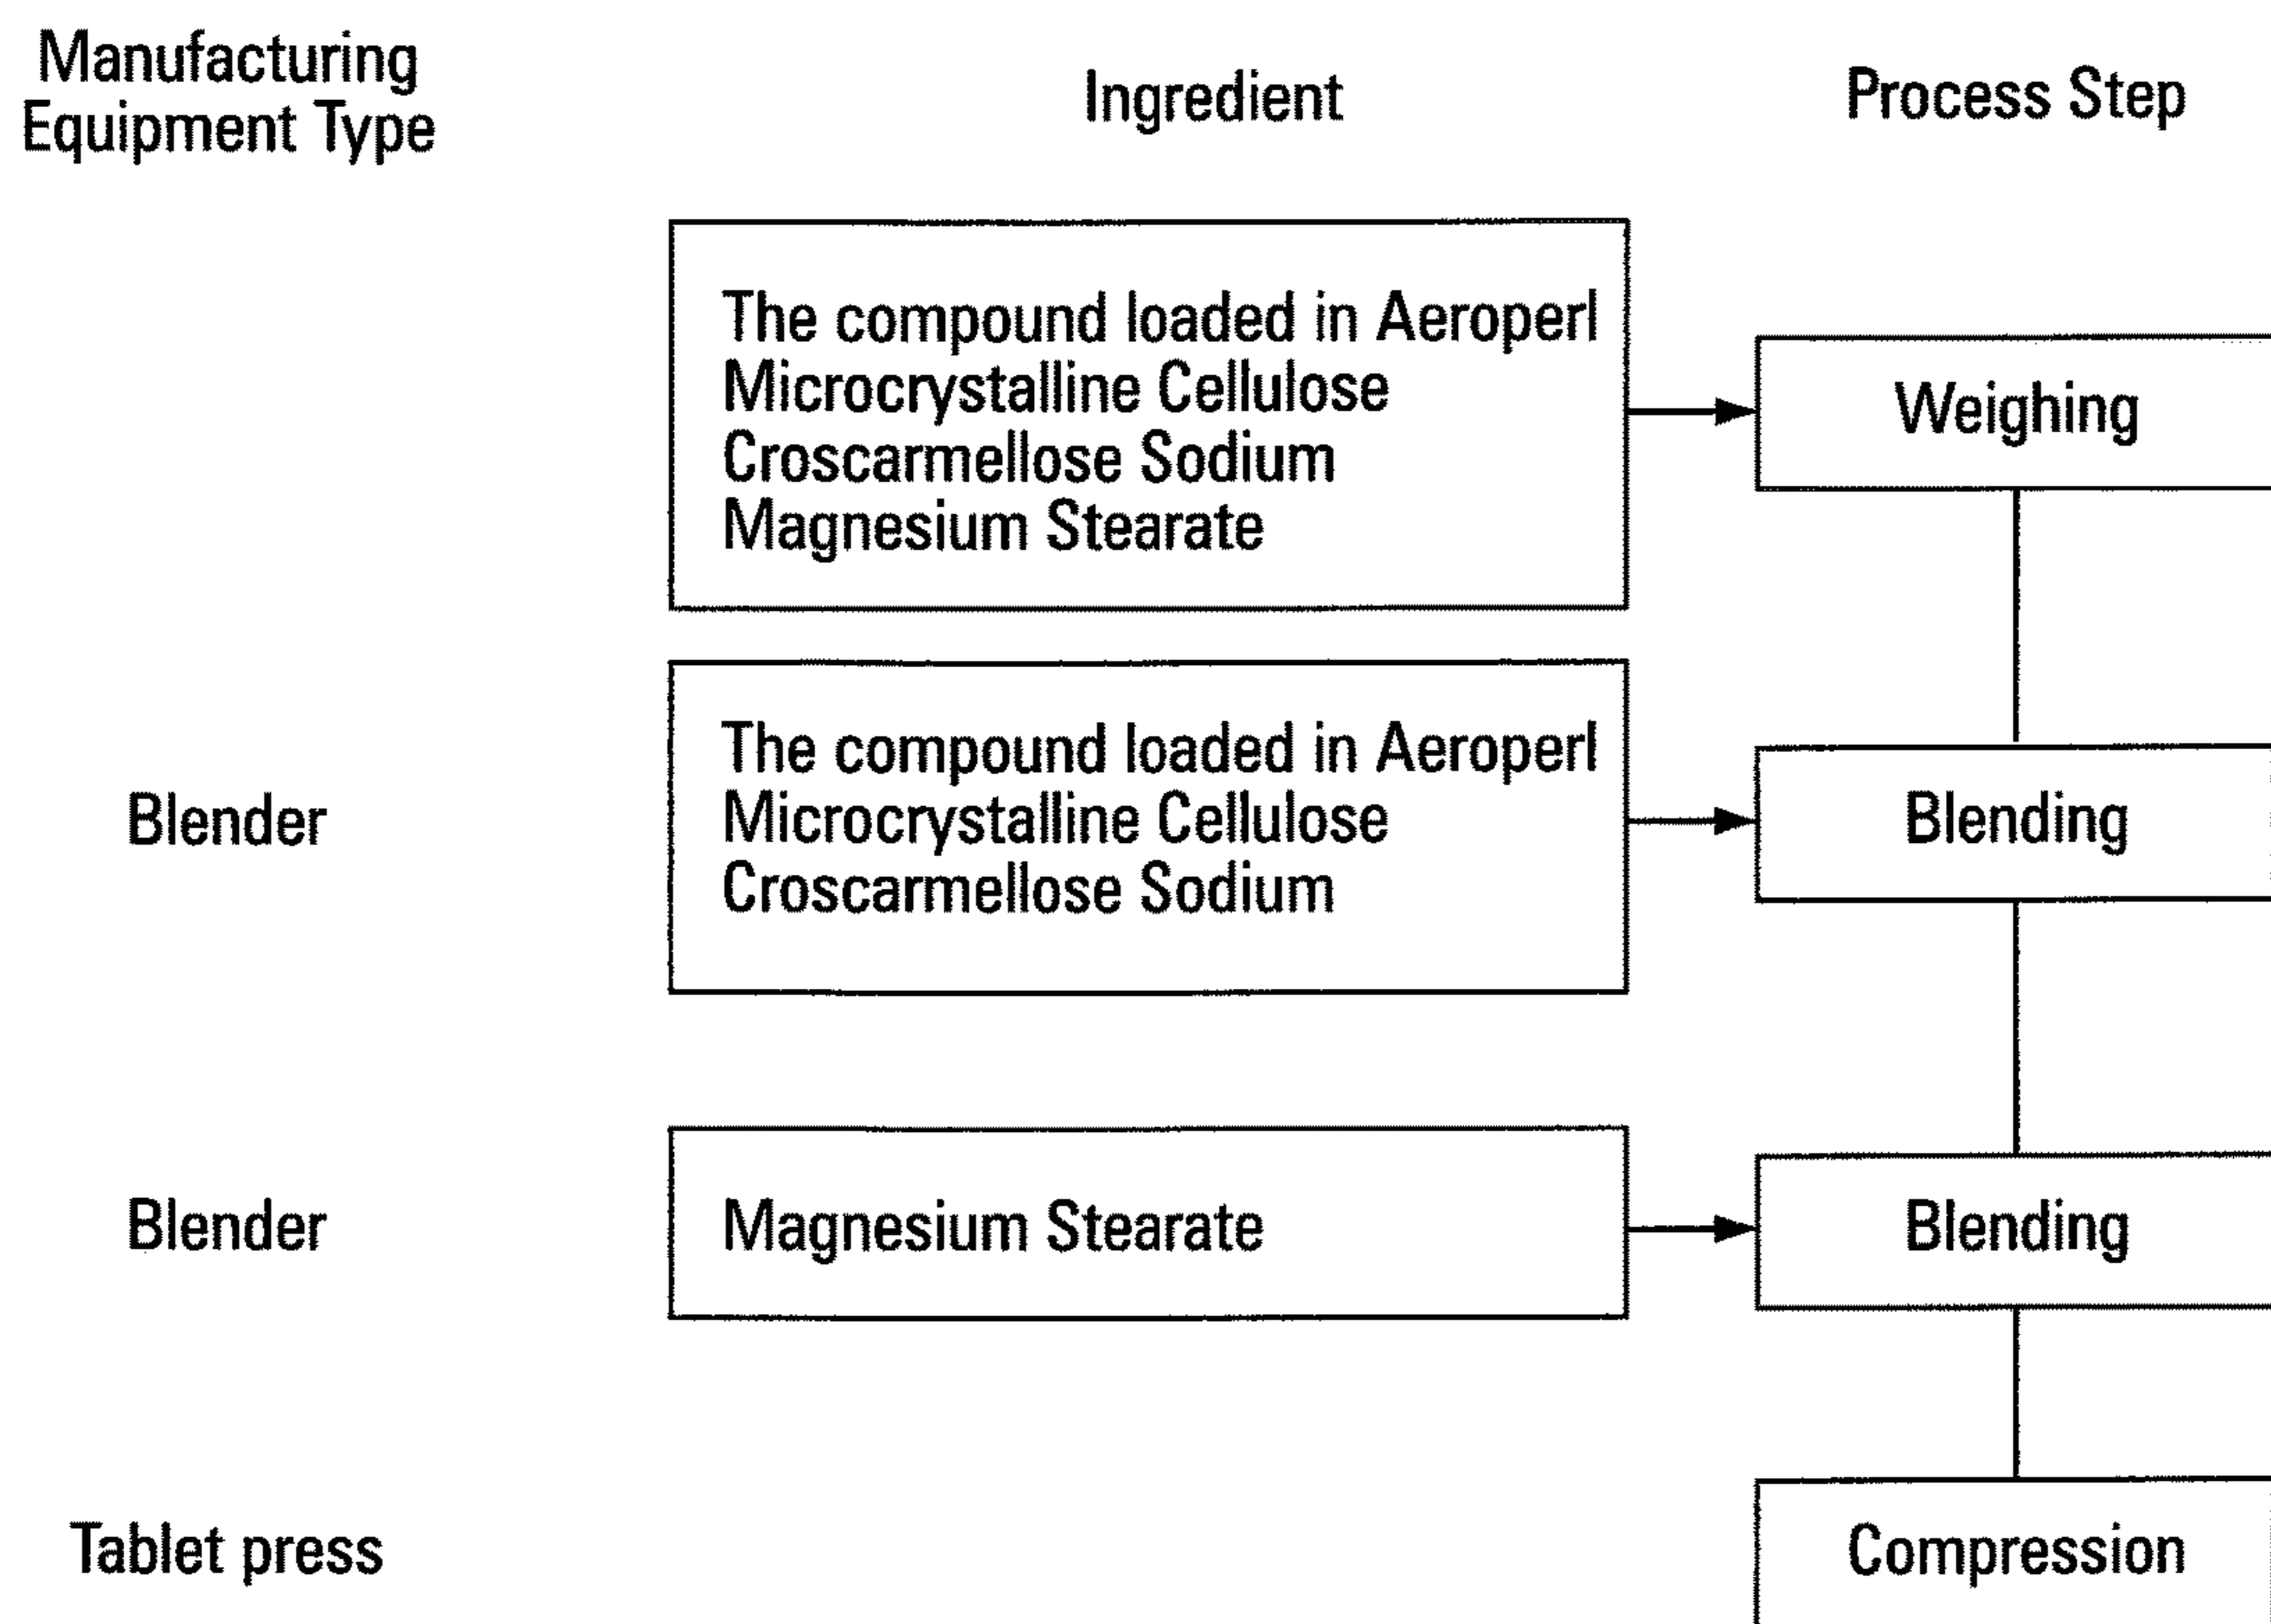 Manufacturing
Equipment Type
Ingredient
Process Step
The compound loaded in Aeroperl
Microcrystalline Cellulose
Croscarmellose Sodium
Magnesium Stearate
Weighing
Blender
The compound loaded in Aeroperl
Microcrystalline Cellulose
Croscarmellose Sodium
Blending
Blender
Magnesium Stearate
Blending
Tablet press
Compression